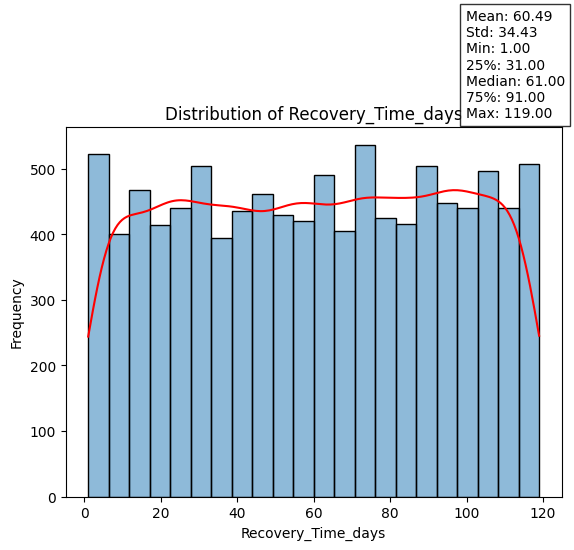 Mean: 60.49
Std: 34.43
Min: 1.00
25%: 31.00
Median: 61.00
75%: 91.00
Max: 119.00
Distribution of Recovery_Time_days
500
400
300
200
100
0
Frequency
0 20 40 60 80 100 120
Recovery_Time_days